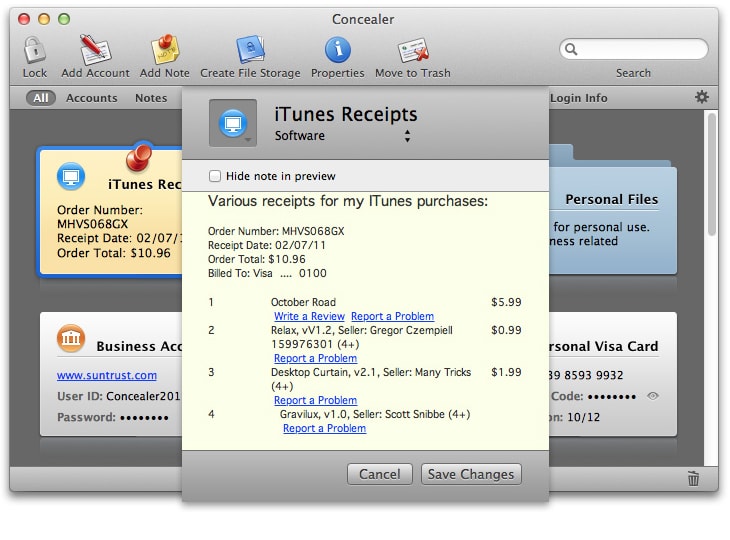 Concealer
Lock Add Account Add Note Create File Storage Properties Move to Trash Search
All Accounts Notes Login Info
iTunes Receipts
Software
Hide note in preview
Various receipts for my ITunes purchases:
Order Number: MHVS068GX
Receipt Date: 02/07/11
Order Total: $10.96
Billed To: Visa .... 0100
1 October Road $5.99
Write a Review Report a Problem
2 Relax, vV1.2, Seller: Gregor Czempiell $0.99
159976301 (4+)
Report a Problem
3 Desktop Curtain, v2.1, Seller: Many Tricks $1.99
(4+)
Report a Problem
4 Gravilux, v1.0, Seller: Scott Snibbe (4+)
Report a Problem
Cancel Save Changes
iTunes Rec
Order Number:
MHVS068GX
Receipt Date: 02/07/1
Order Total: $10.96
Personal Files
for personal use.
ness related
Business Acc
www.suntrust.com
User ID: Concealer201
Password: ••••••••
rsonal Visa Card
39 8593 9932
Code: ••••••••
on: 10/12